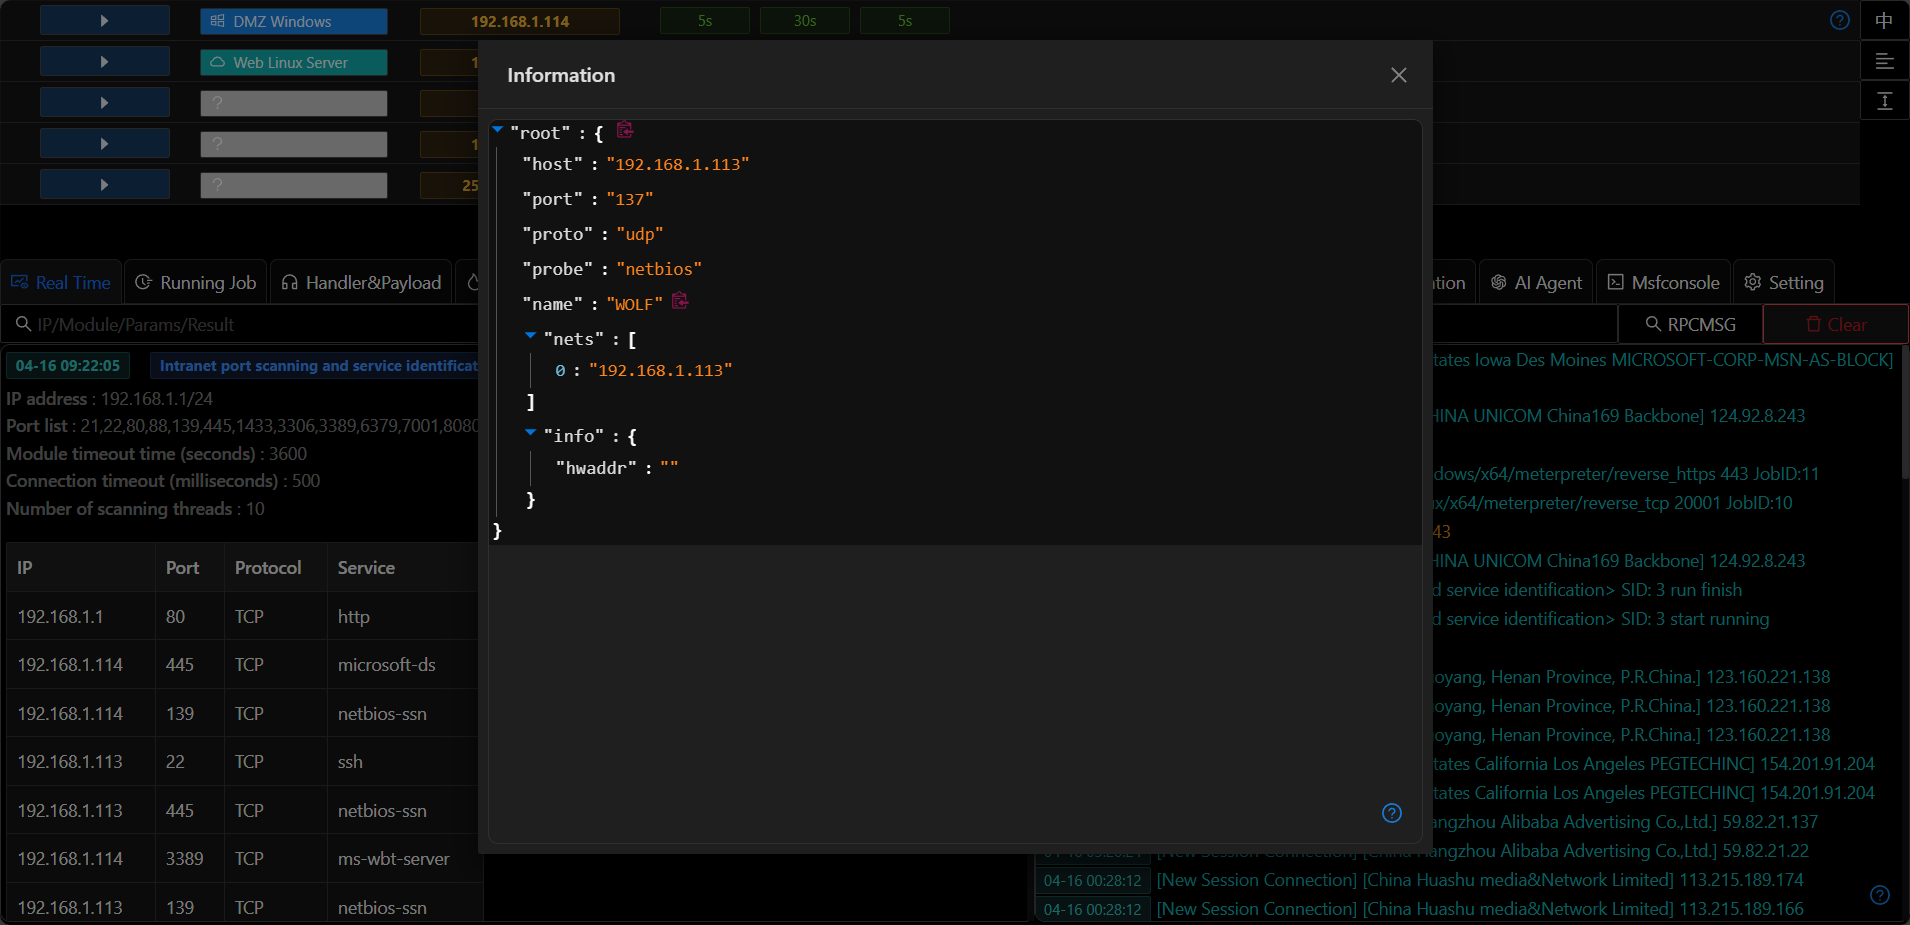 DMZ Windows
192.168.1.114
5s
30s
5s
中
Web Linux Server
1
?
?
1
?
25
Information
"root" : {
"host" : "192.168.1.113"
"port" : "137"
"proto" : "udp"
"probe" : "netbios"
"name" : "WOLF"
"nets" : [
0 : "192.168.1.113"
]
"info" : {
"hwaddr" : ""
}
}
Real Time
Running Job
Handler&Payload
AI Agent
Msfconsole
Setting
IP/Module/Params/Result
RPCMSG
Clear
04-16 09:22:05
Intranet port scanning and service identificat
IP address : 192.168.1.1/24
Port list : 21,22,80,88,139,445,1433,3306,3389,6379,7001,8080
Module timeout time (seconds) : 3600
Connection timeout (milliseconds) : 500
Number of scanning threads : 10
IP Port Protocol Service
192.168.1.1 80 TCP http
192.168.1.114 445 TCP microsoft-ds
192.168.1.114 139 TCP netbios-ssn
192.168.1.113 22 TCP ssh
192.168.1.113 445 TCP netbios-ssn
192.168.1.114 3389 TCP ms-wbt-server
192.168.1.113 139 TCP netbios-ssn
tates Iowa Des Moines MICROSOFT-CORP-MSN-AS-BLOCK]
HINA UNICOM China169 Backbone] 124.92.8.243
dows/x64/meterpreter/reverse_https 443 JobID:11
x/x64/meterpreter/reverse_tcp 20001 JobID:10
43
HINA UNICOM China169 Backbone] 124.92.8.243
d service identification> SID: 3 run finish
d service identification> SID: 3 start running
oyang, Henan Province, P.R.China.] 123.160.221.138
oyang, Henan Province, P.R.China.] 123.160.221.138
oyang, Henan Province, P.R.China.] 123.160.221.138
tates California Los Angeles PEGTECHINC] 154.201.91.204
tates California Los Angeles PEGTECHINC] 154.201.91.204
angzhou Alibaba Advertising Co.,Ltd.] 59.82.21.137
[New Session Connection] [China Hangzhou Alibaba Advertising Co.,Ltd.] 59.82.21.22
04-16 00:28:12 [New Session Connection] [China Huashu media&Network Limited] 113.215.189.174
04-16 00:28:12 [New Session Connection] [China Huashu media&Network Limited] 113.215.189.166